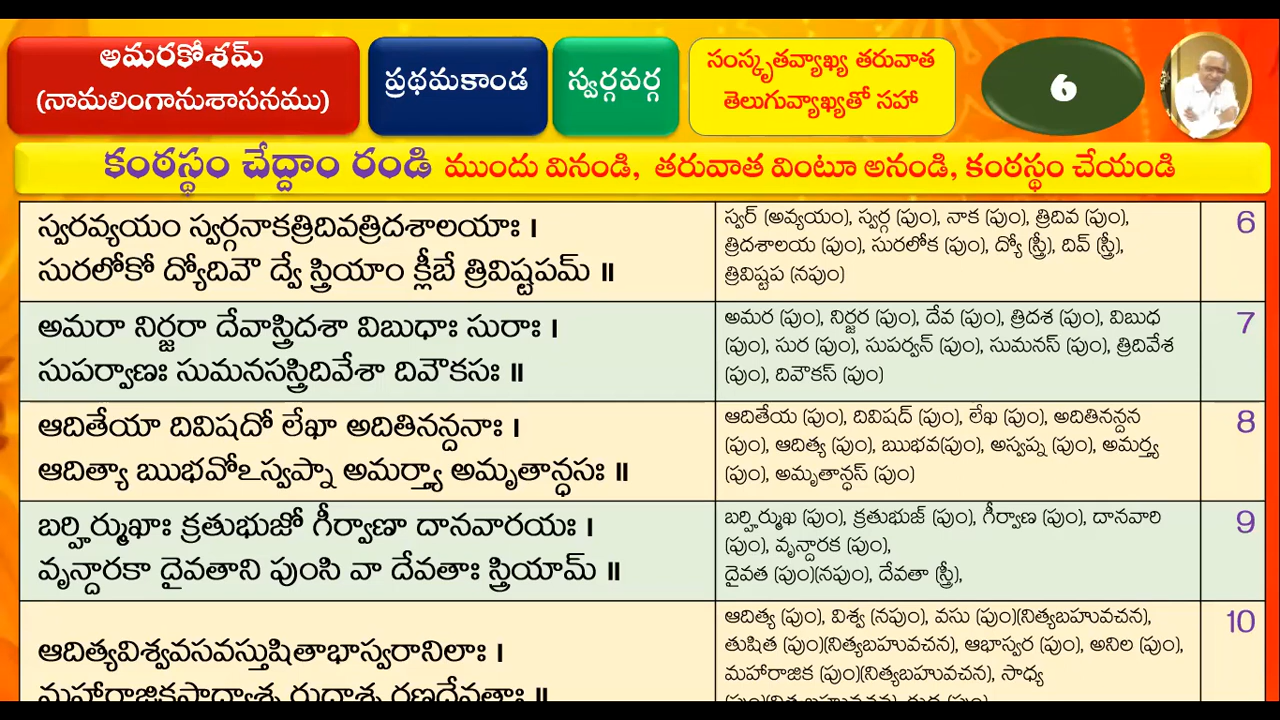 అమరకోశమ్
(నామలింగానుశాసనము)
ప్రథమకాండ
స్వర్గవర్గ
సంస్కృతవ్యాఖ్య తరువాత
తెలుగువ్యాఖ్యతో సహా
6
కంఠస్థం చేద్దాం రండి ముందు వినండి, తరువాత వింటూ అనండి, కంఠస్థం చేయండి
స్వరవ్యయం స్వర్గనాకత్రిదివత్రిదశాలయాః ।
సురలోకో ద్యోదివౌ ద్వే స్త్రియాం క్లీబే త్రివిష్టపమ్ ॥
స్వర్ (అవ్యయం), స్వర్గ (పుం), నాక (పుం), త్రిదివ (పుం),
త్రిదశాలయ (పుం), సురలోక (పుం), ద్యో (స్త్రీ), దివ్ (స్త్రీ),
త్రివిష్టప (నపుం)
6
అమరా నిర్జరా దేవాస్త్రిదశా విబుధాః సురాః ।
సుపర్వాణః సుమనసస్త్రిదివేశా దివౌకసః ॥
అమర (పుం), నిర్జర (పుం), దేవ (పుం), త్రిదశ (పుం), విబుధ
(పుం), సుర (పుం), సుపర్వన్ (పుం), సుమనస్ (పుం), త్రిదివేశ
(పుం), దివౌకస్ (పుం)
7
ఆదితేయా దివిషదో లేఖా అదితినన్దనాః ।
ఆదిత్యా ఋభవోఽస్వప్నా అమర్త్యా అమృతాన్ధసః ॥
ఆదితేయ (పుం), దివిషద్ (పుం), లేఖ (పుం), అదితినన్దన
(పుం), ఆదిత్య (పుం), ఋభవ(పుం), అస్వప్న (పుం), అమర్త్య
(పుం), అమృతాన్ధస్ (పుం)
8
బర్హిర్ముఖాః క్రతుభుజో గీర్వాణా దానవారయః ।
వృన్దారకా దైవతాని పుంసి వా దేవతాః స్త్రియామ్ ॥
బర్హిర్ముఖ (పుం), క్రతుభుజ్ (పుం), గీర్వాణ (పుం), దానవారి
(పుం), వృన్దారక (పుం),
దైవత (పుం)(నపుం), దేవతా (స్త్రీ),
9
ఆదిత్యవిశ్వవసవస్తుషితాభాస్వరానిలాః ।
మహారాజికసాధ్యాశ్చ రుద్రాశ్చ గణదేవతాః ॥
ఆదిత్య (పుం), విశ్వ (నపుం), వసు (పుం)(నిత్యబహువచన),
తుషిత (పుం)(నిత్యబహువచన), ఆభాస్వర (పుం), అనిల (పుం),
మహారాజిక (పుం)(నిత్యబహువచన), సాధ్య
10